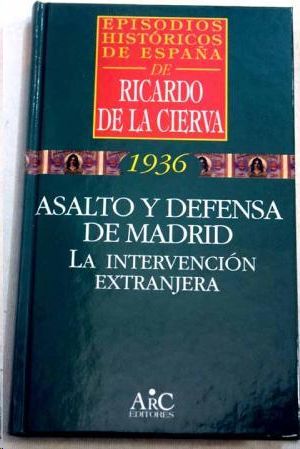 EPISODIOS
HISTÓRICOS
DE ESPAÑA
DE
RICARDO
DE LA CIERVA
1936
ASALTO Y DEFENSA
DE MADRID
LA INTERVENCIÓN
EXTRANJERA
ARC
EDITORES